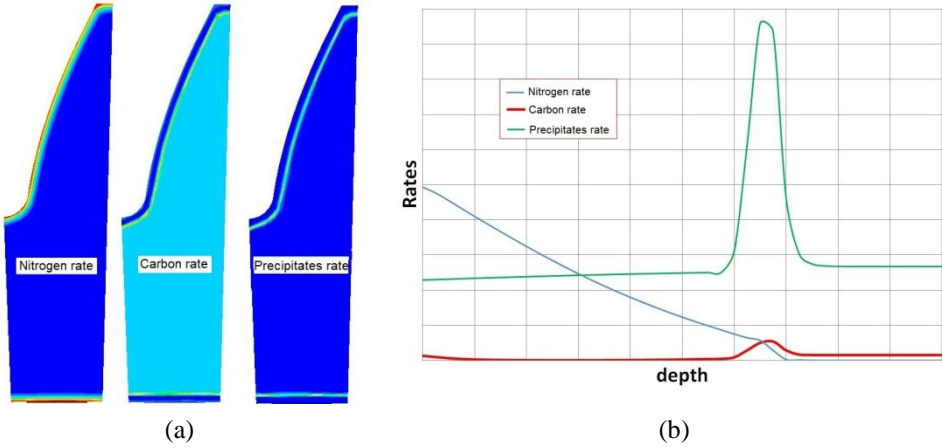 Nitrogen rate
Carbon rate
Precipitates rate
(a)
Rates
Nitrogen rate
Carbon rate
Precipitates rate
depth
(b)